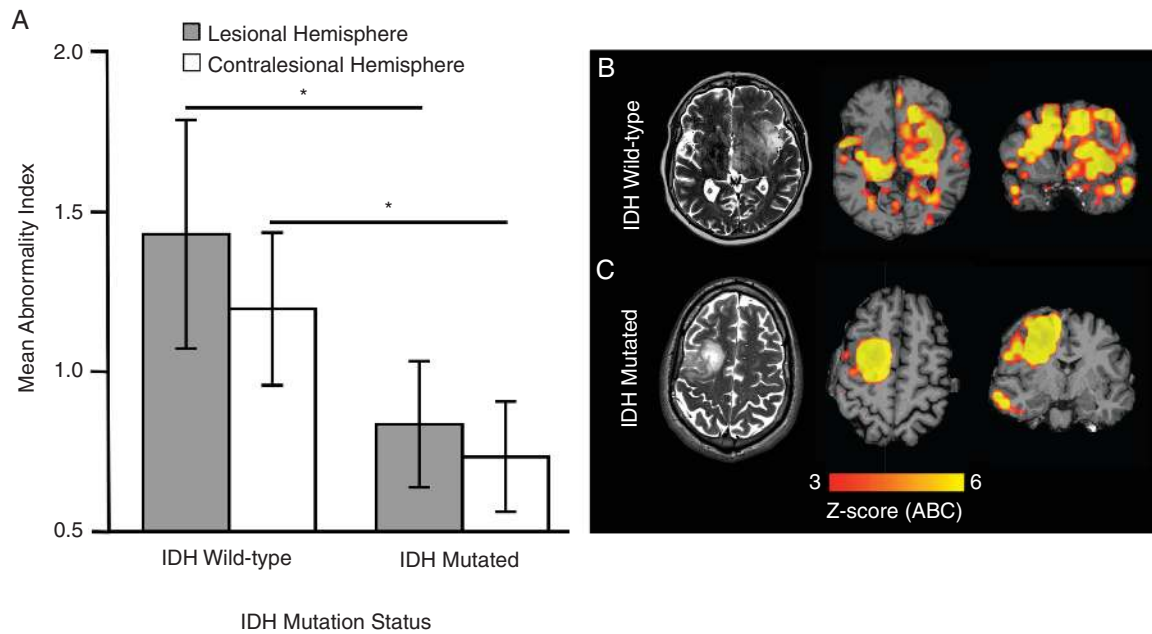 A
Lesional Hemisphere
Contralesional Hemisphere
Mean Abnormality Index
2.0
1.5
1.0
0.5
*
*
IDH Wild-type
IDH Mutated
IDH Mutation Status
B
IDH Wild-type
C
IDH Mutated
3
6
Z-score (ABC)